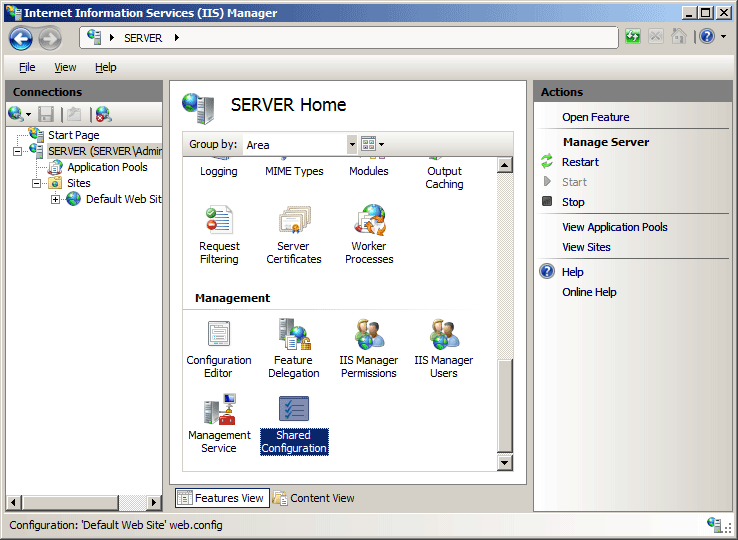 Internet Information Services (IIS) Manager
SERVER
File View Help
Connections
Start Page
SERVER (SERVER\Admir
Application Pools
Sites
Default Web Sit
SERVER Home
Group by: Area
Logging
MIME Types
Modules
Output
Caching
Request
Filtering
Server
Certificates
Worker
Processes
Management
Configuration
Editor
Feature
Delegation
IIS Manager
Permissions
IIS Manager
Users
Management
Service
Shared
Configuration
Features View
Content View
Actions
Open Feature
Manage Server
Restart
Start
Stop
View Application Pools
View Sites
Help
Online Help
Configuration: 'Default Web Site' web.config